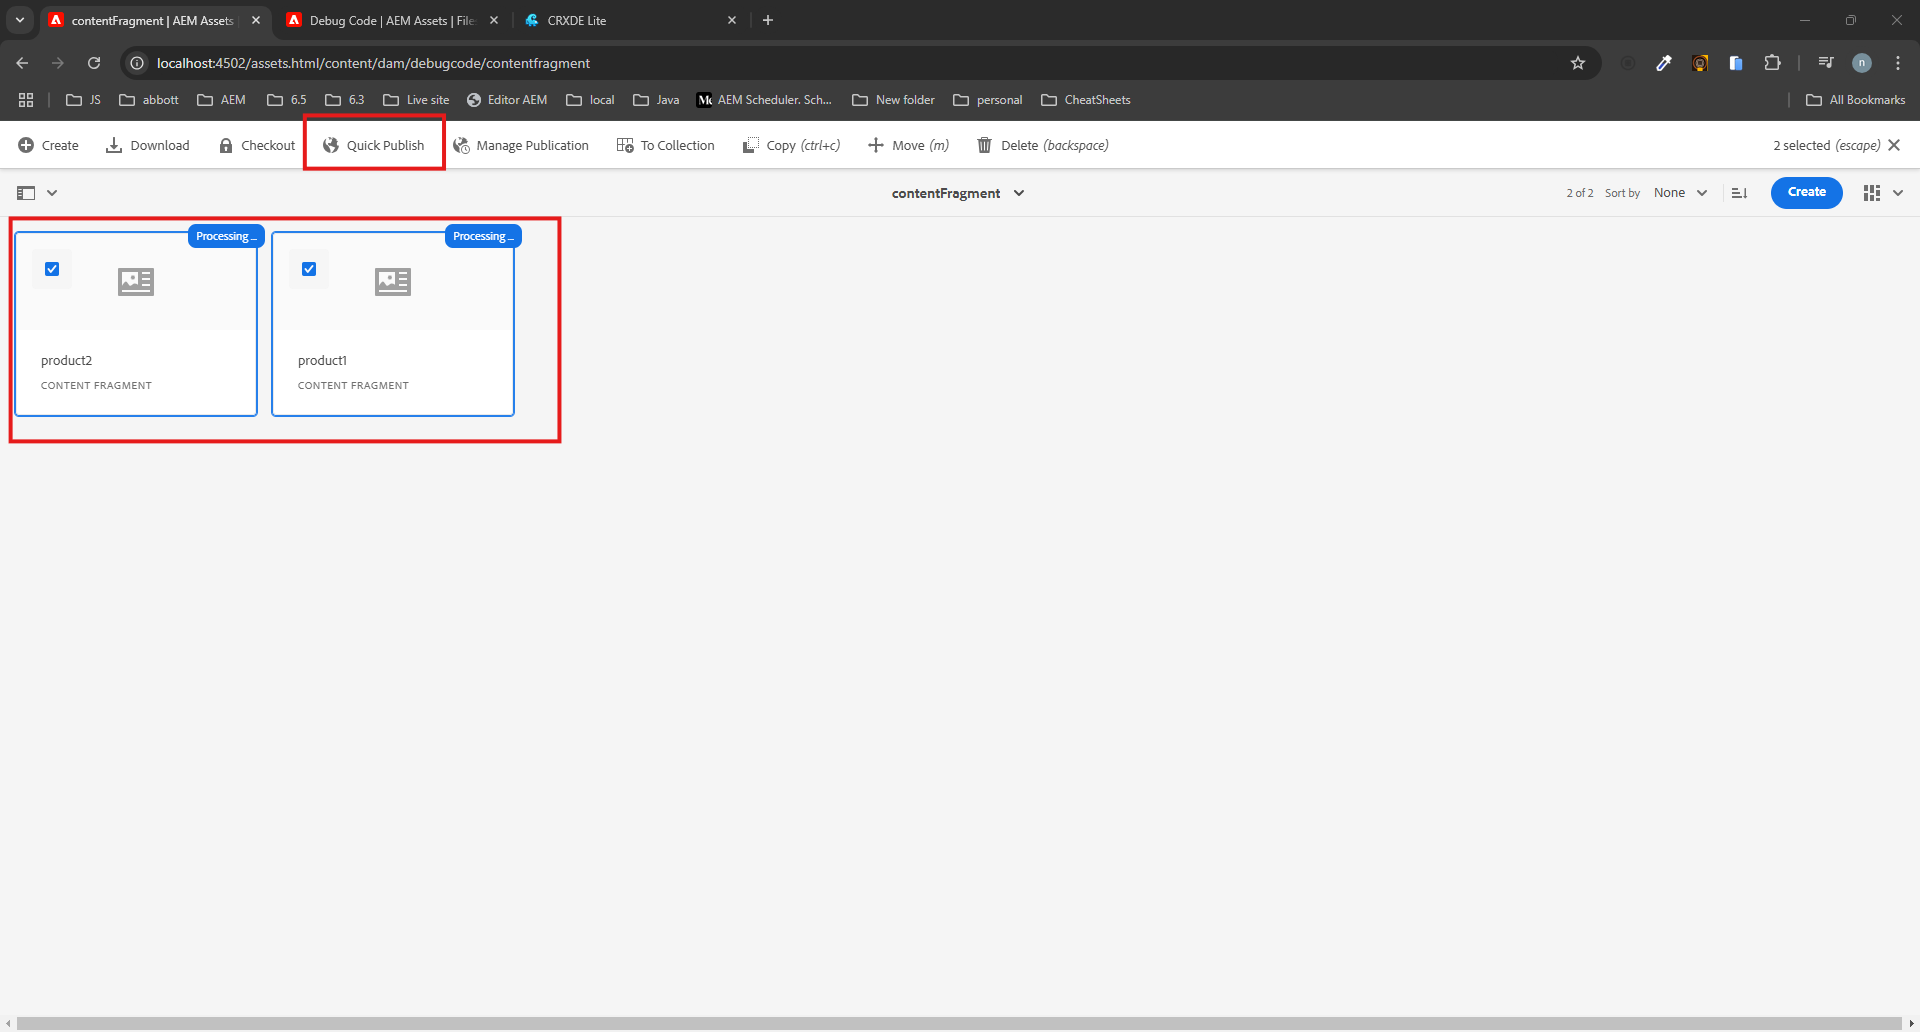 contentFragment | AEM Assets
Debug Code | AEM Assets | File
CRXDE Lite
localhost:4502/assets.html/content/dam/debugcode/contentfragment
n
JS
abbott
AEM
6.5
6.3
Live site
Editor AEM
local
Java
AEM Scheduler. Sch...
New folder
personal
CheatSheets
All Bookmarks
Create
Download
Checkout
Quick Publish
Manage Publication
To Collection
Copy (ctrl+c)
Move (m)
Delete (backspace)
2 selected (escape)
contentFragment
2 of 2
Sort by
None
Create
Processing ...
Processing ...
product2
CONTENT FRAGMENT
product1
CONTENT FRAGMENT